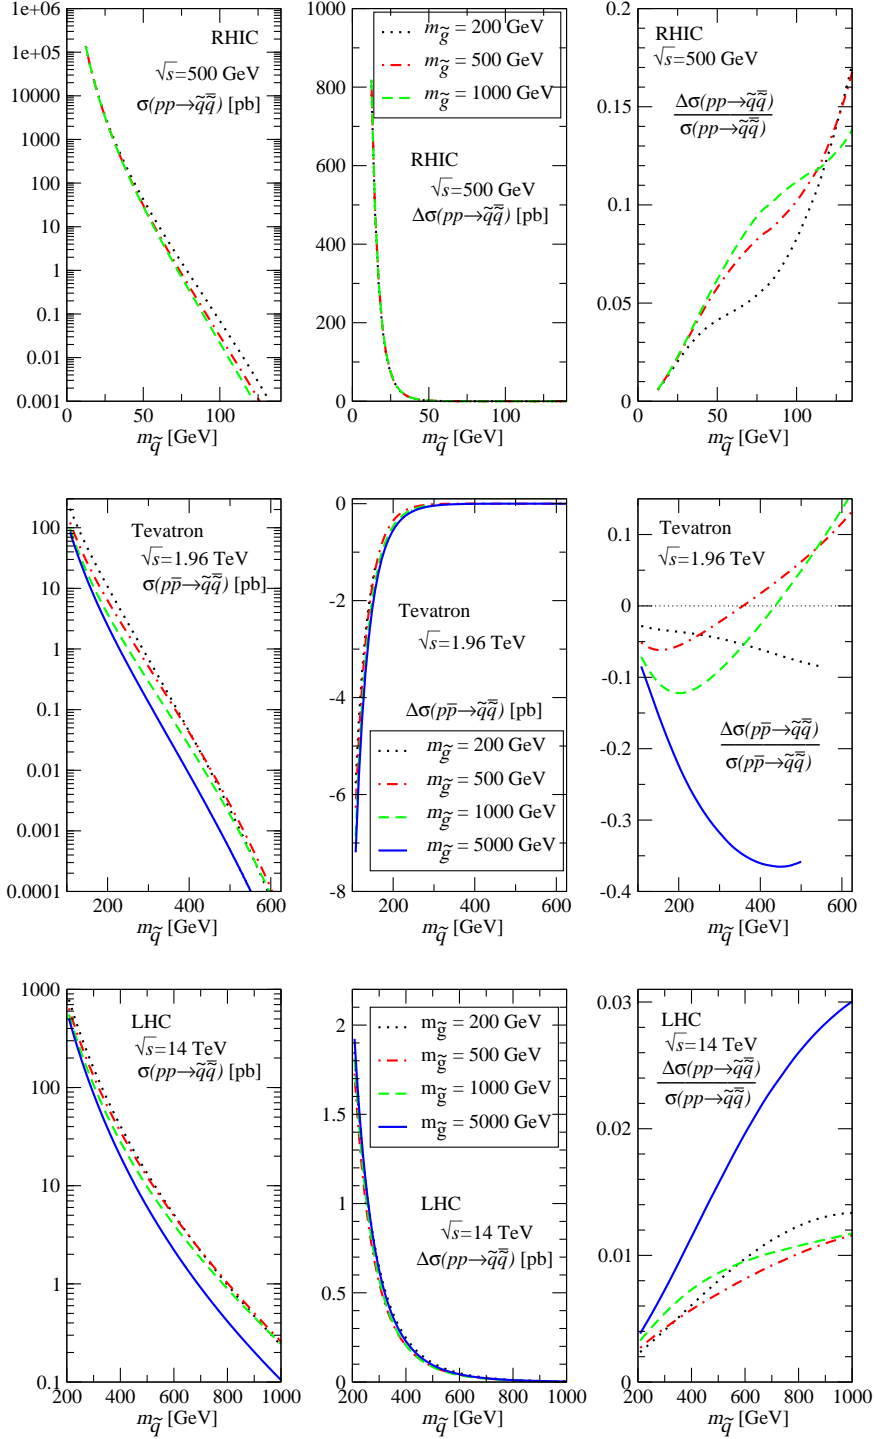 RHIC
√s=500 GeV
σ(pp→q̃q̃̄) [pb]
1e+06
1e+05
10000
1000
100
10
1
0.1
0.01
0.001
0 50 100
m_q̃ [GeV]
m_g̃ = 200 GeV
m_g̃ = 500 GeV
m_g̃ = 1000 GeV
RHIC
√s=500 GeV
Δσ(pp→q̃q̃̄) [pb]
1000
800
600
400
200
0
0 50 100
m_q̃ [GeV]
RHIC
√s=500 GeV
Δσ(pp→q̃q̃̄)
σ(pp→q̃q̃̄)
0.2
0.15
0.1
0.05
0
0 50 100
m_q̃ [GeV]
Tevatron
√s=1.96 TeV
σ(pp̄→q̃q̃̄) [pb]
100
10
1
0.1
0.01
0.001
0.0001
200 400 600
m_q̃ [GeV]
Tevatron
√s=1.96 TeV
Δσ(pp̄→q̃q̃̄) [pb]
m_g̃ = 200 GeV
m_g̃ = 500 GeV
m_g̃ = 1000 GeV
m_g̃ = 5000 GeV
0
-2
-4
-6
-8
200 400 600
m_q̃ [GeV]
Tevatron
√s=1.96 TeV
Δσ(pp̄→q̃q̃̄)
σ(pp̄→q̃q̃̄)
0.1
0
-0.1
-0.2
-0.3
-0.4
200 400 600
m_q̃ [GeV]
LHC
√s=14 TeV
σ(pp→q̃q̃̄) [pb]
1000
100
10
1
0.1
200 400 600 800 1000
m_q̃ [GeV]
m_g̃ = 200 GeV
m_g̃ = 500 GeV
m_g̃ = 1000 GeV
m_g̃ = 5000 GeV
LHC
√s=14 TeV
Δσ(pp→q̃q̃̄) [pb]
2
1.5
1
0.5
0
200 400 600 800 1000
m_q̃ [GeV]
LHC
√s=14 TeV
Δσ(pp→q̃q̃̄)
σ(pp→q̃q̃̄)
0.03
0.02
0.01
0
200 400 600 800 1000
m_q̃ [GeV]